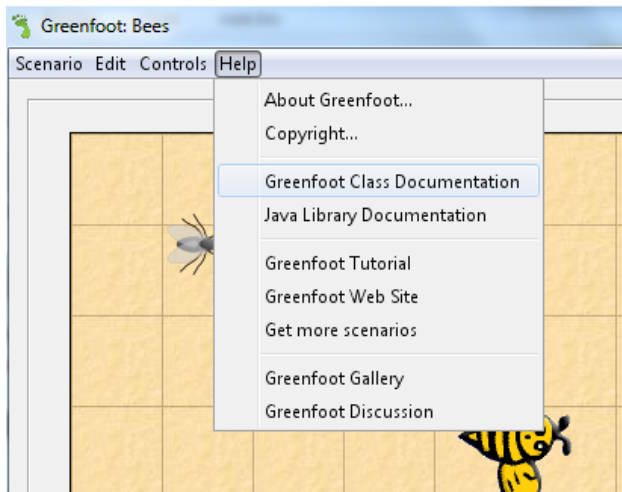 Greenfoot: Bees
Scenario Edit Controls Help
About Greenfoot...
Copyright...
Greenfoot Class Documentation
Java Library Documentation
Greenfoot Tutorial
Greenfoot Web Site
Get more scenarios
Greenfoot Gallery
Greenfoot Discussion